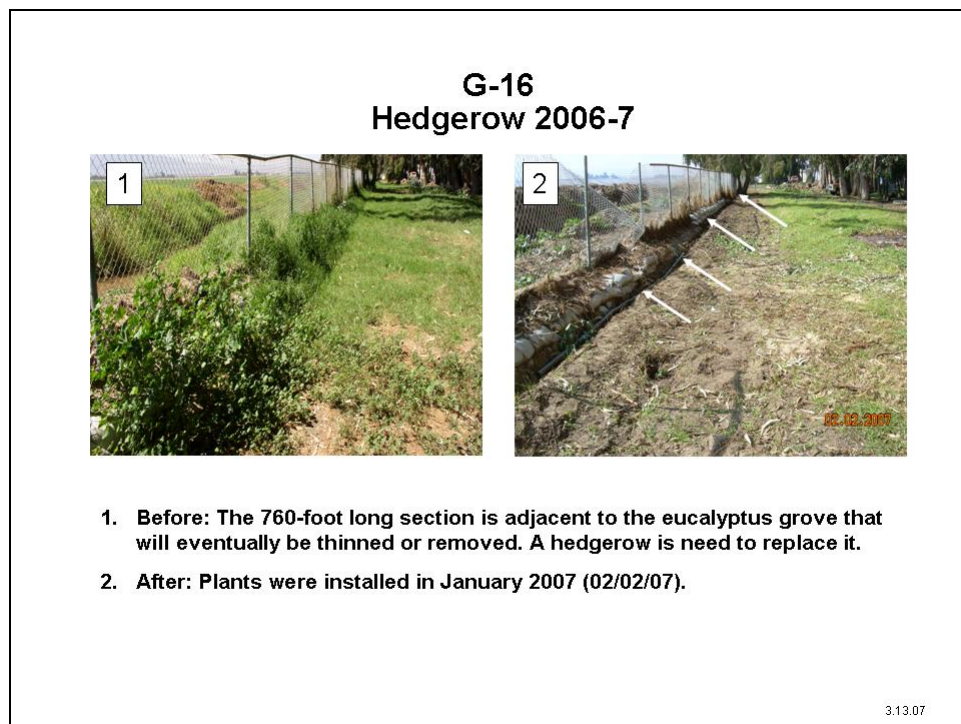 G-16
Hedgerow 2006-7
1
2
02.02.2007
1. Before: The 760-foot long section is adjacent to the eucalyptus grove that
will eventually be thinned or removed. A hedgerow is need to replace it.
2. After: Plants were installed in January 2007 (02/02/07).
3.13.07